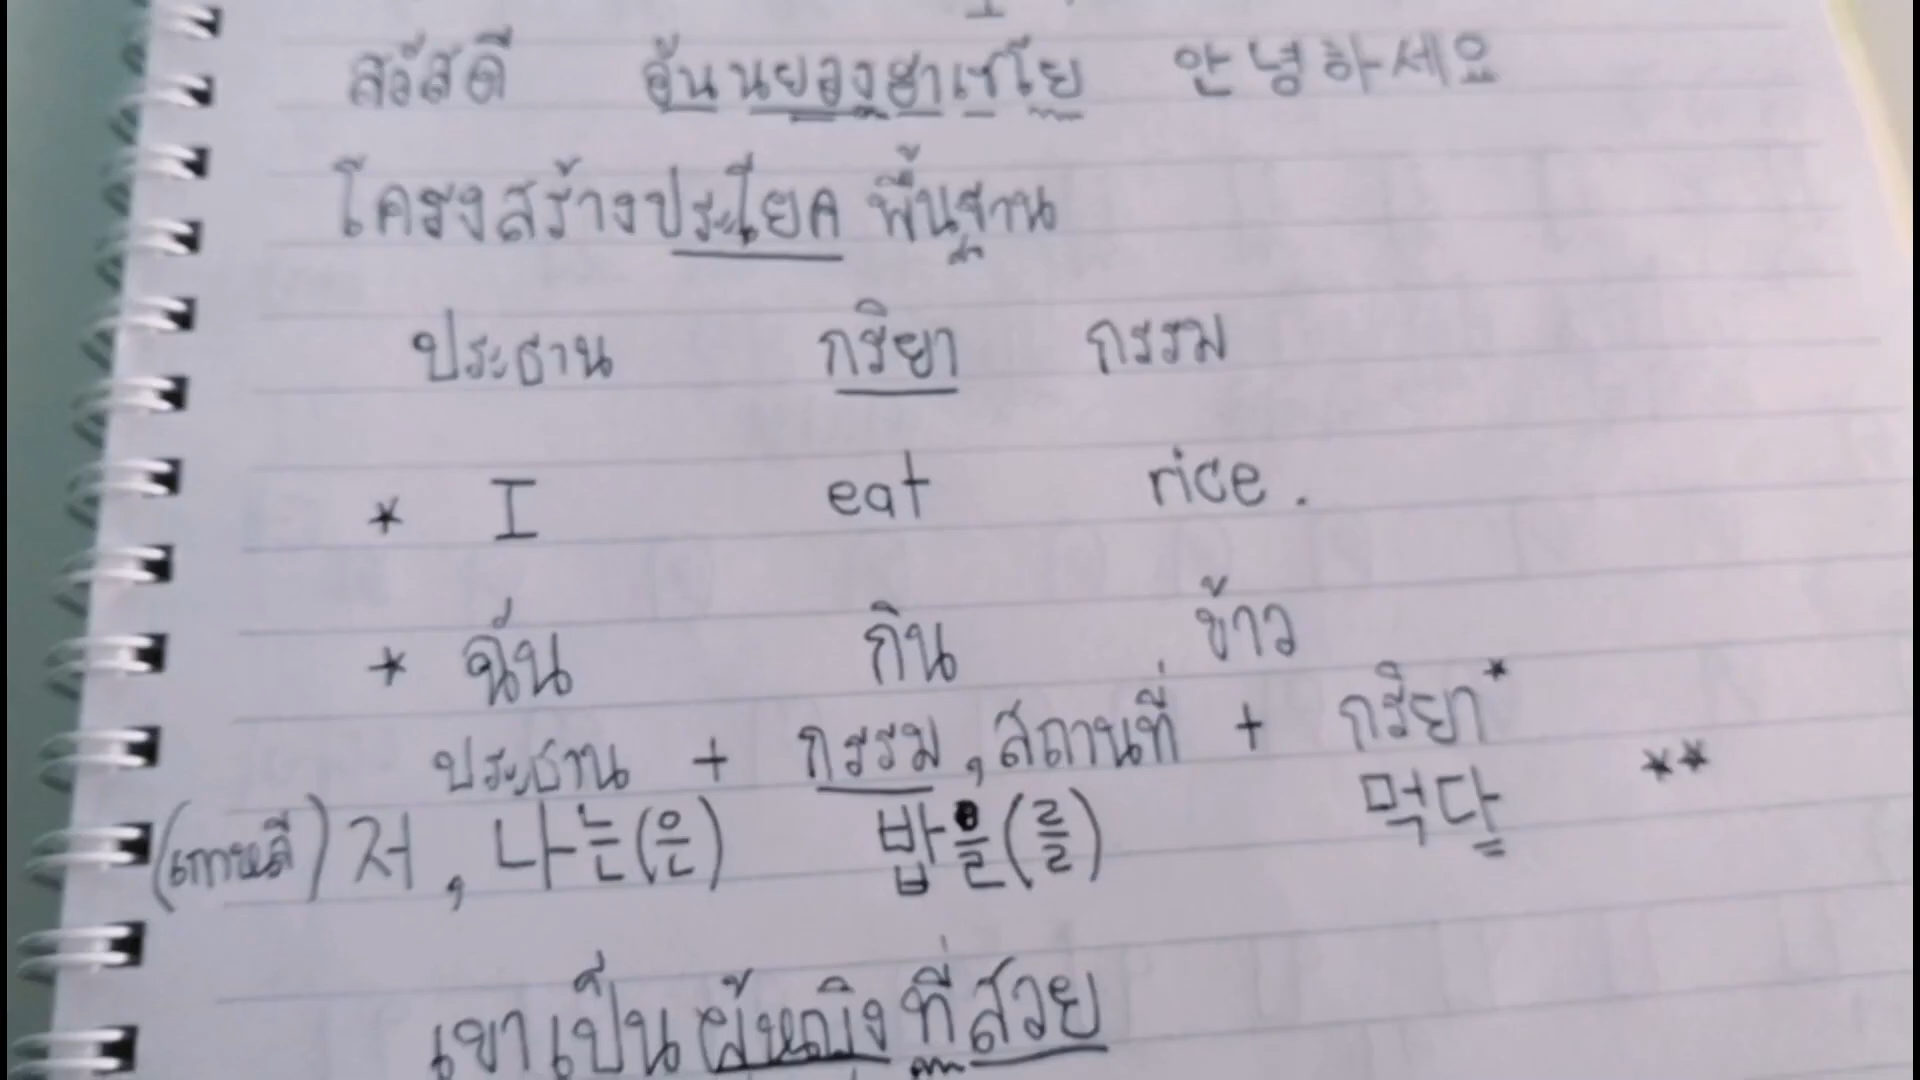 สวัสดี อันนยองฮาเซโย 안녕하세요
โครงสร้างประโยค พื้นฐาน
ประธาน กริยา กรรม
* I eat rice.
* ฉัน กิน ข้าว
ประธาน + กรรม, สถานที่ + กริยา*
(เกาหลี) 저, 나는(은) 밥을(를) 먹다 **
เขาเป็นผู้หญิงที่สวย